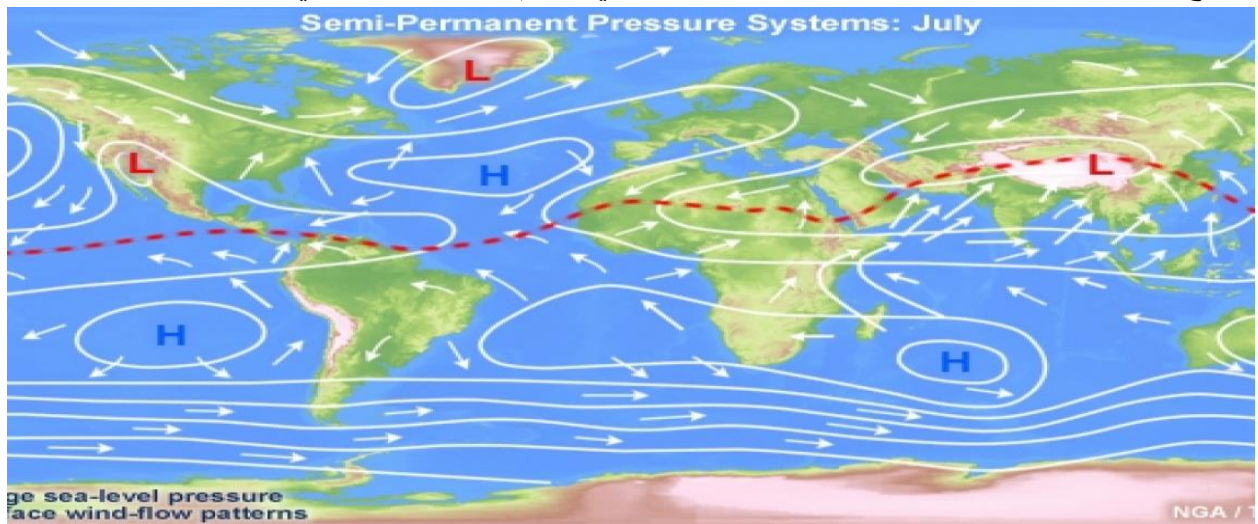 Semi-Permanent Pressure Systems: July
L
L
L
H
H
H
ge sea-level pressure
face wind-flow patterns
NGA /